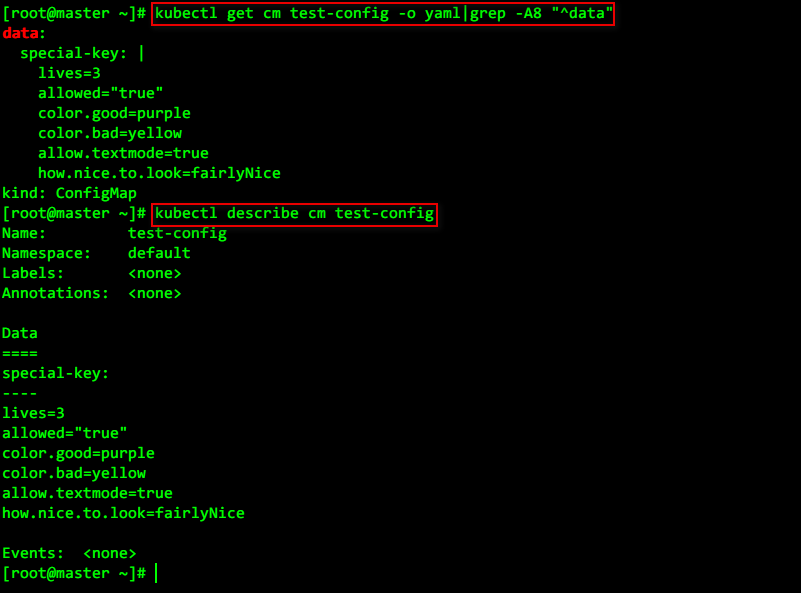 [root@master ~]# kubectl get cm test-config -o yaml|grep -A8 "^data"
data:
  special-key: |
    lives=3
    allowed="true"
    color.good=purple
    color.bad=yellow
    allow.textmode=true
    how.nice.to.look=fairlyNice
kind: ConfigMap
[root@master ~]# kubectl describe cm test-config
Name:         test-config
Namespace:    default
Labels:       <none>
Annotations:  <none>

Data
====
special-key:
----
lives=3
allowed="true"
color.good=purple
color.bad=yellow
allow.textmode=true
how.nice.to.look=fairlyNice

Events:  <none>
[root@master ~]#